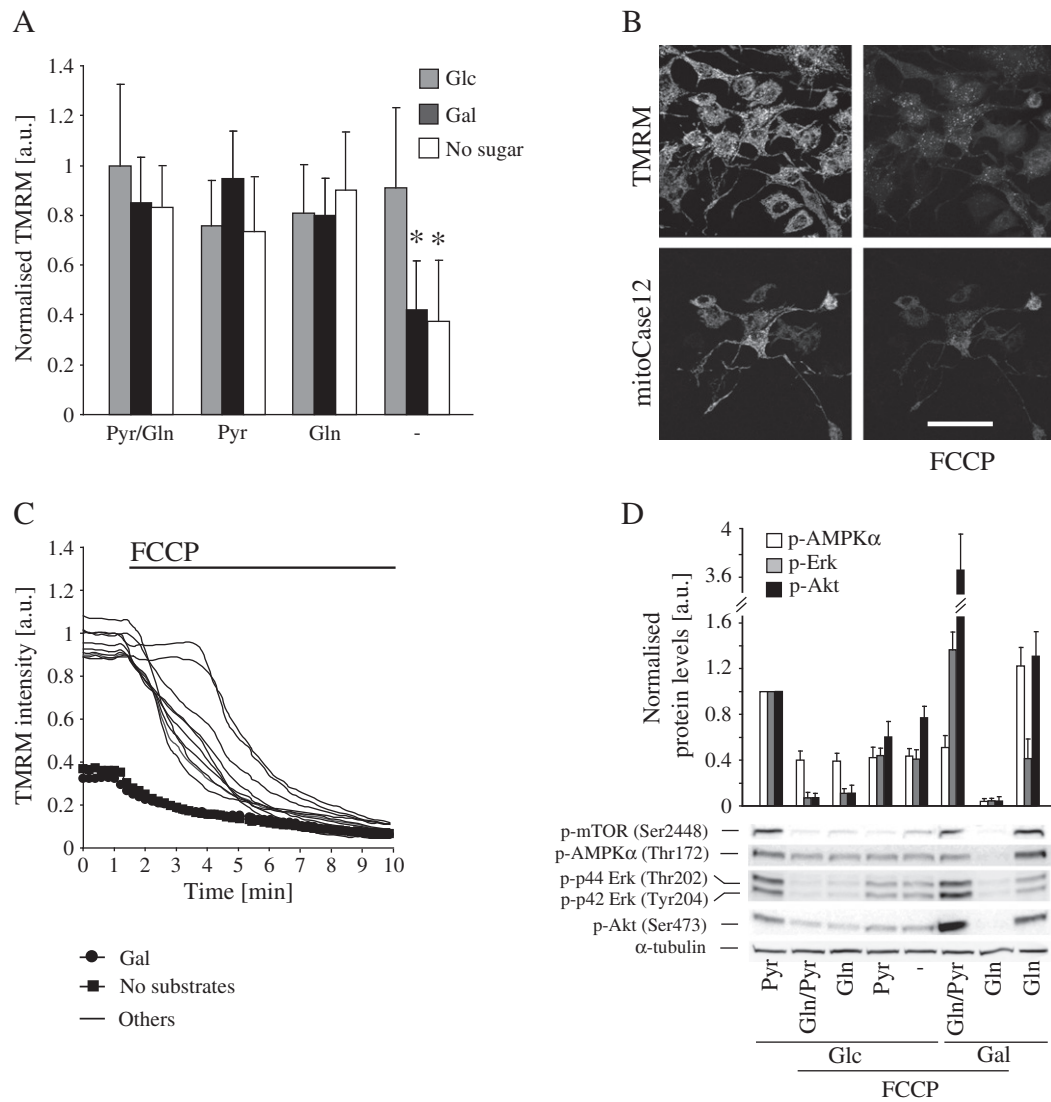 A
Normalised TMRM [a.u.]
1.4
1.2
1
0.8
0.6
0.4
0.2
0
Glc
Gal
No sugar
* *
Pyr/Gln Pyr Gln -
B
TMRM
mitoCase12
FCCP
C
TMRM intensity [a.u.]
1.4
1.2
1
0.8
0.6
0.4
0.2
0
FCCP
0 1 2 3 4 5 6 7 8 9 10
Time [min]
Gal
No substrates
Others
D
Normalised
protein levels [a.u.]
4
3.6
1.6
1.2
0.8
0.4
0
p-AMPKα
p-Erk
p-Akt
p-mTOR (Ser2448)
p-AMPKα (Thr172)
p-p44 Erk (Thr202)
p-p42 Erk (Tyr204)
p-Akt (Ser473)
α-tubulin
Pyr Gln/Pyr Gln Pyr - Gln/Pyr Gln Gln
Glc Gal
FCCP